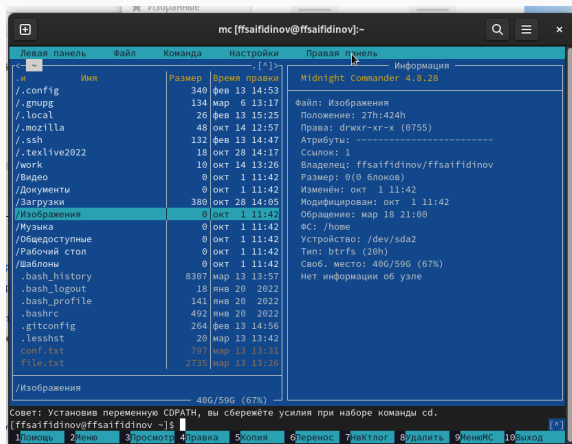 Избранные
mc [ffsaifidinov@ffsaifidinov]:~
Левая панель Файл Команда Настройки Правая панель
<- ~ .[^]>
.и Имя Размер Время правки
/.config 340 фев 13 14:53
/.gnupg 134 мар 6 13:17
/.local 26 фев 13 15:25
/.mozilla 48 окт 14 12:57
/.ssh 132 фев 13 14:47
/.texlive2022 18 окт 28 14:17
/work 10 окт 14 13:26
/Видео 0 окт 1 11:42
/Документы 0 окт 1 11:42
/Загрузки 380 окт 28 14:05
/Изображения 0 окт 1 11:42
/Музыка 0 окт 1 11:42
/Общедоступные 0 окт 1 11:42
/Рабочий стол 0 окт 1 11:42
/Шаблоны 0 окт 1 11:42
.bash_history 8307 мар 13 13:57
.bash_logout 18 янв 20 2022
.bash_profile 141 янв 20 2022
.bashrc 492 янв 20 2022
.gitconfig 264 фев 13 14:56
.lesshst 20 мар 13 13:42
conf.txt 797 мар 13 13:31
file.txt 2735 мар 13 13:26
/Изображения
40G/59G (67%)
Информация
Midnight Commander 4.8.28
Файл: Изображения
Положение: 27h:424h
Права: drwxr-xr-x (0755)
Атрибуты: ------------------------
Ссылок: 1
Владелец: ffsaifidinov/ffsaifidinov
Размер: 0(0 блоков)
Изменён: окт 1 11:42
Модифицирован: окт 1 11:42
Обращение: мар 18 21:00
ФС: /home
Устройство: /dev/sda2
Тип: btrfs (20h)
Своб. место: 40G/59G (67%)
Нет информации об узле
Совет: Установив переменную CDPATH, вы сбережёте усилия при наборе команды cd.
[ffsaifidinov@ffsaifidinov ~]$ [^]
1Помощь 2Меню 3Просмотр 4Правка 5Копия 6Перенос 7НвКтлог 8Удалить 9МенюМС 10Выход